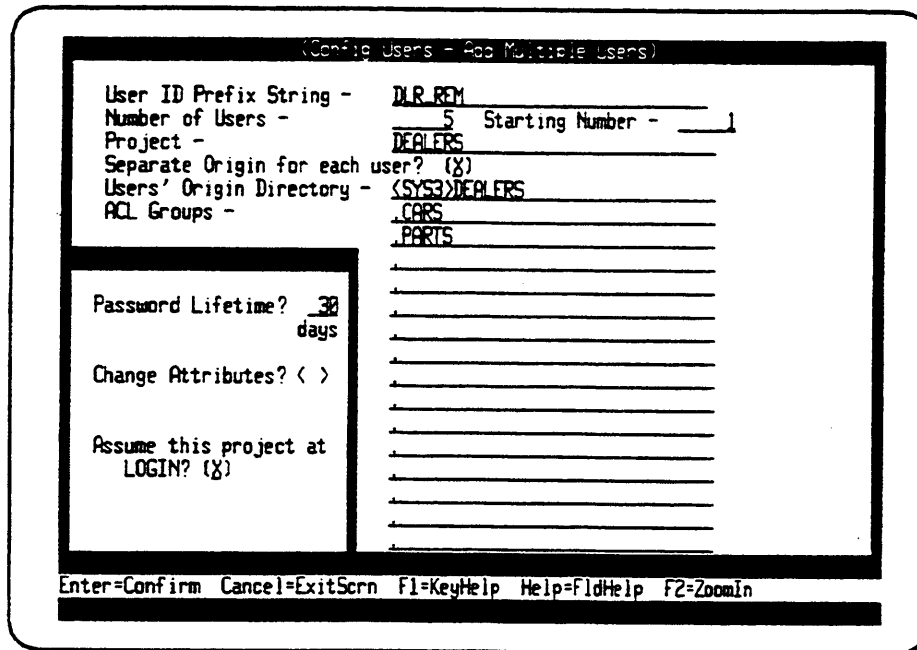 (Config Users - Add Multiple Users)
User ID Prefix String - DLR_REM
Number of Users - 5 Starting Number - 1
Project - DEALERS
Separate Origin for each user? (X)
Users' Origin Directory - <SYS3>DEALERS
ACL Groups - .CARS
.PARTS
.
.
.
.
.
.
.
.
.
.
.
.
.
Password Lifetime? 30
days
Change Attributes? < >
Assume this project at
LOGIN? (X)
Enter=Confirm Cancel=ExitScrn F1=KeyHelp Help=FldHelp F2=ZoomIn